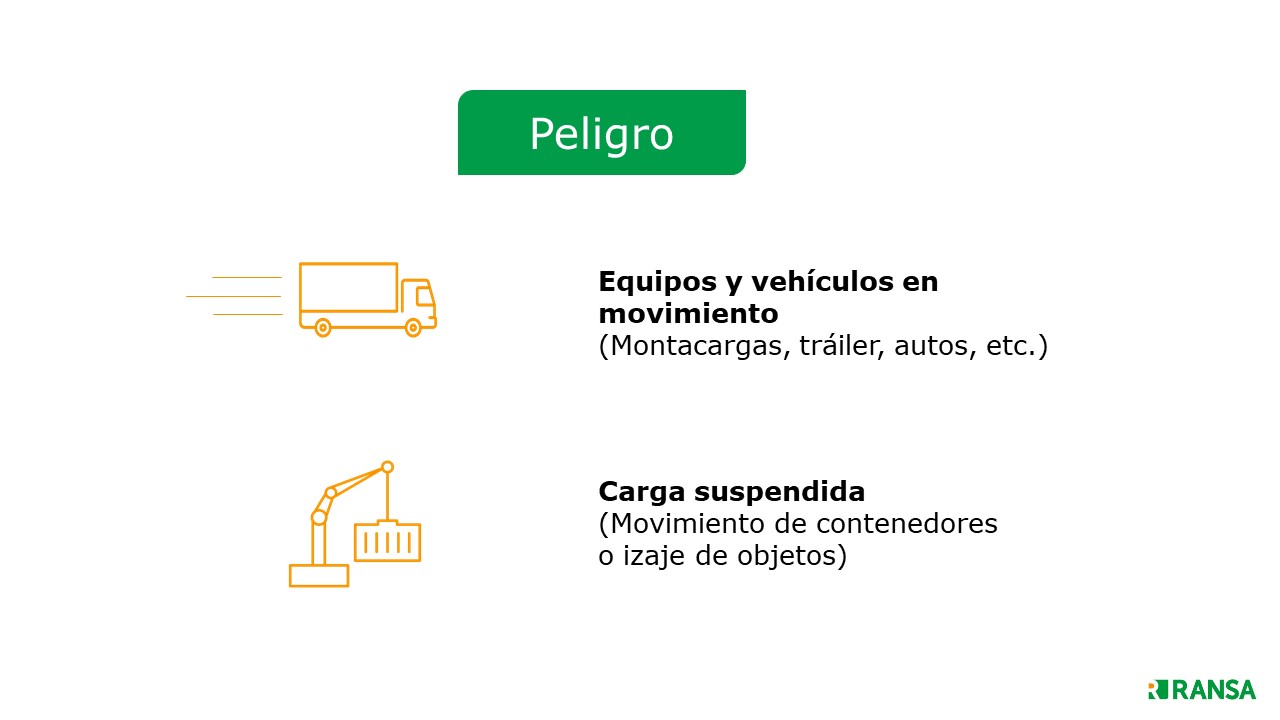 Peligro
Equipos y vehículos en
movimiento
(Montacargas, tráiler, autos, etc.)
Carga suspendida
(Movimiento de contenedores
o izaje de objetos)
RANSA